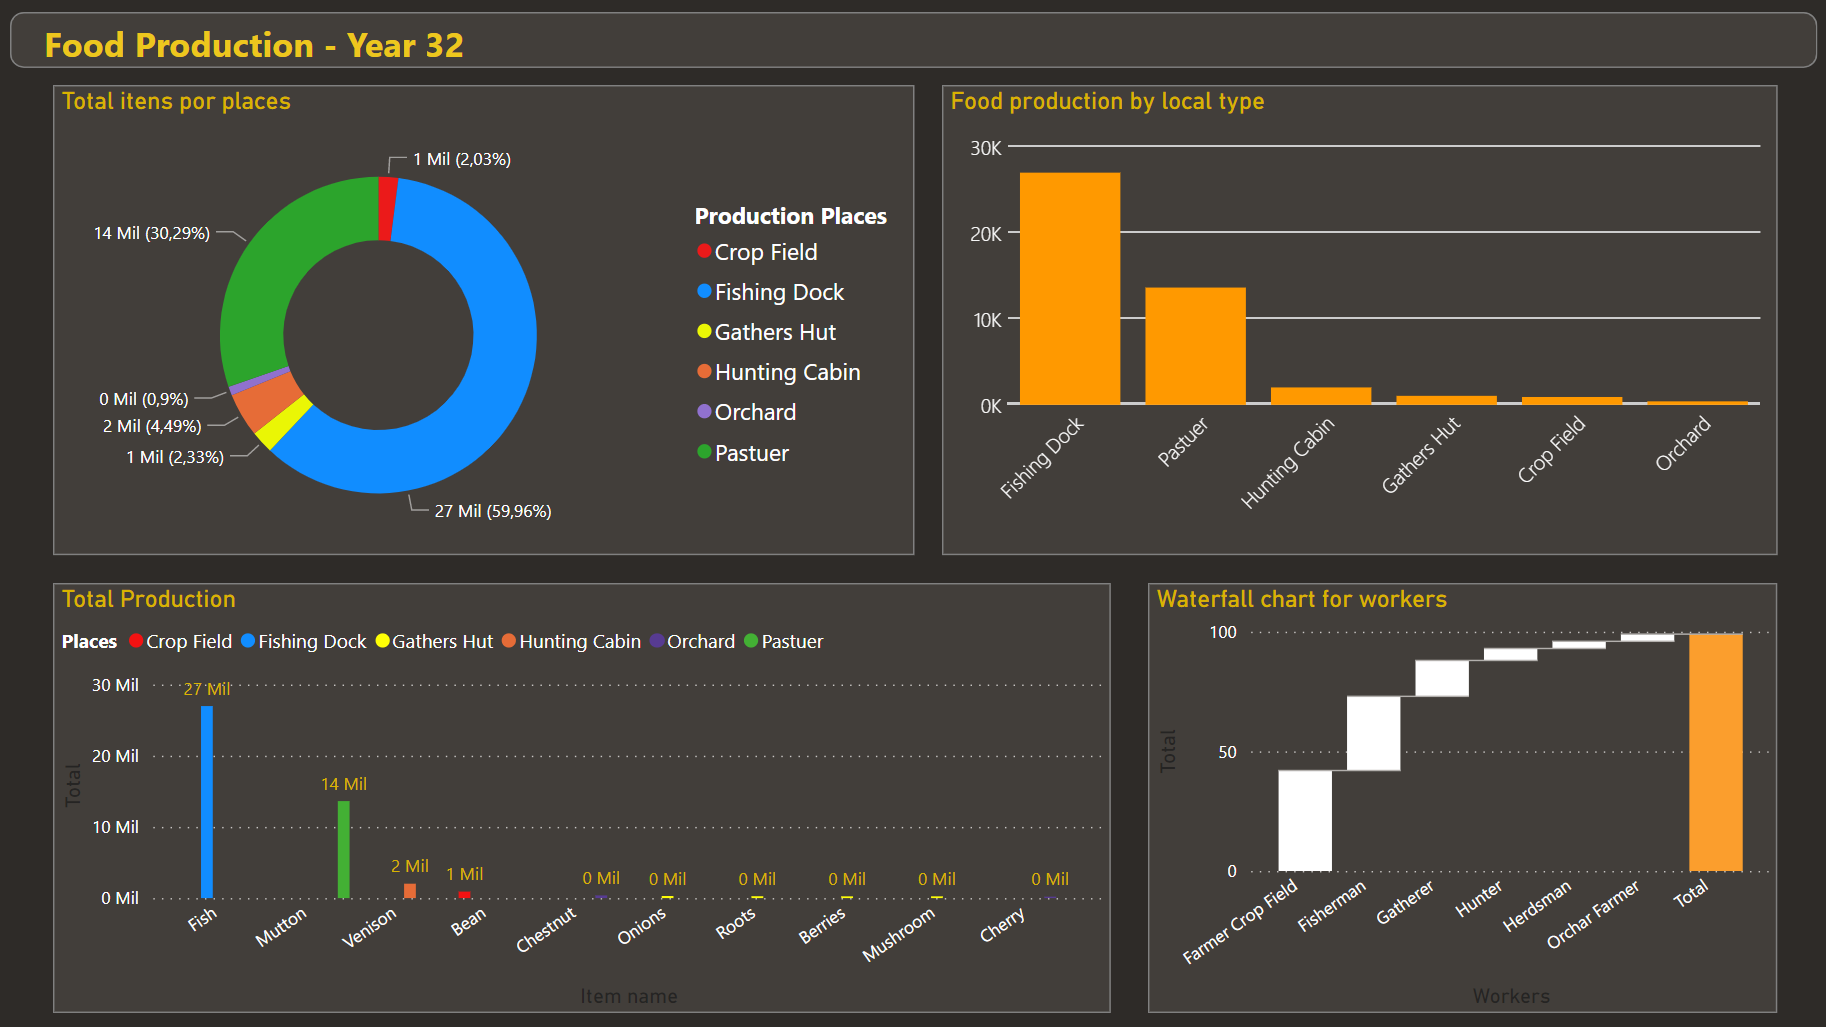 Food Production - Year 32
Total itens por places
1 Mil (2,03%)
14 Mil (30,29%)
0 Mil (0,9%)
2 Mil (4,49%)
1 Mil (2,33%)
27 Mil (59,96%)
Production Places
Crop Field
Fishing Dock
Gathers Hut
Hunting Cabin
Orchard
Pastuer
Food production by local type
30K
20K
10K
0K
Fishing Dock
Pastuer
Hunting Cabin
Gathers Hut
Crop Field
Orchard
Total Production
Places Crop Field Fishing Dock Gathers Hut Hunting Cabin Orchard Pastuer
30 Mil
20 Mil
10 Mil
0 Mil
Total
27 Mil
14 Mil
2 Mil
1 Mil
0 Mil
0 Mil
0 Mil
0 Mil
0 Mil
0 Mil
Fish
Mutton
Venison
Bean
Chestnut
Onions
Roots
Berries
Mushroom
Cherry
Item name
Waterfall chart for workers
100
50
0
Total
Farmer Crop Field
Fisherman
Gatherer
Hunter
Herdsman
Orchar Farmer
Total
Workers